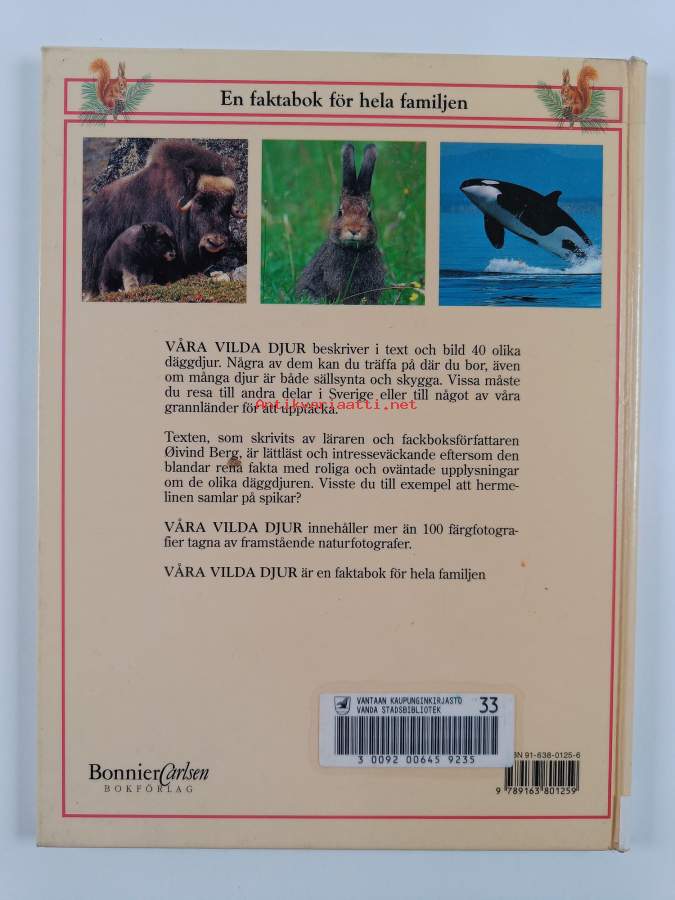 En faktabok för hela familjen
VÅRA VILDA DJUR beskriver i text och bild 40 olika
däggdjur. Några av dem kan du träffa på där du bor, även
om många djur är både sällsynta och skygga. Vissa måste
du resa till andra delar i Sverige eller till något av våra
grannländer för att upptäcka.
Antikvariaatti.net
Texten, som skrivits av läraren och fackboksförfattaren
Øivind Berg, är lättläst och intresseväckande eftersom den
blandar rena fakta med roliga och oväntade upplysningar
om de olika däggdjuren. Visste du till exempel att herme-
linen samlar på spikar?
VÅRA VILDA DJUR innehåller mer än 100 färgfotogra-
fier tagna av framstående naturfotografer.
VÅRA VILDA DJUR är en faktabok för hela familjen
VANTAAN KAUPUNGINKIRJASTO
VANDA STADSBIBLIOTEK
33
3 0092 00645 9235
BonnierCarlsen
BOKFÖRLAG
91-638-0125-6
9 789163 801259